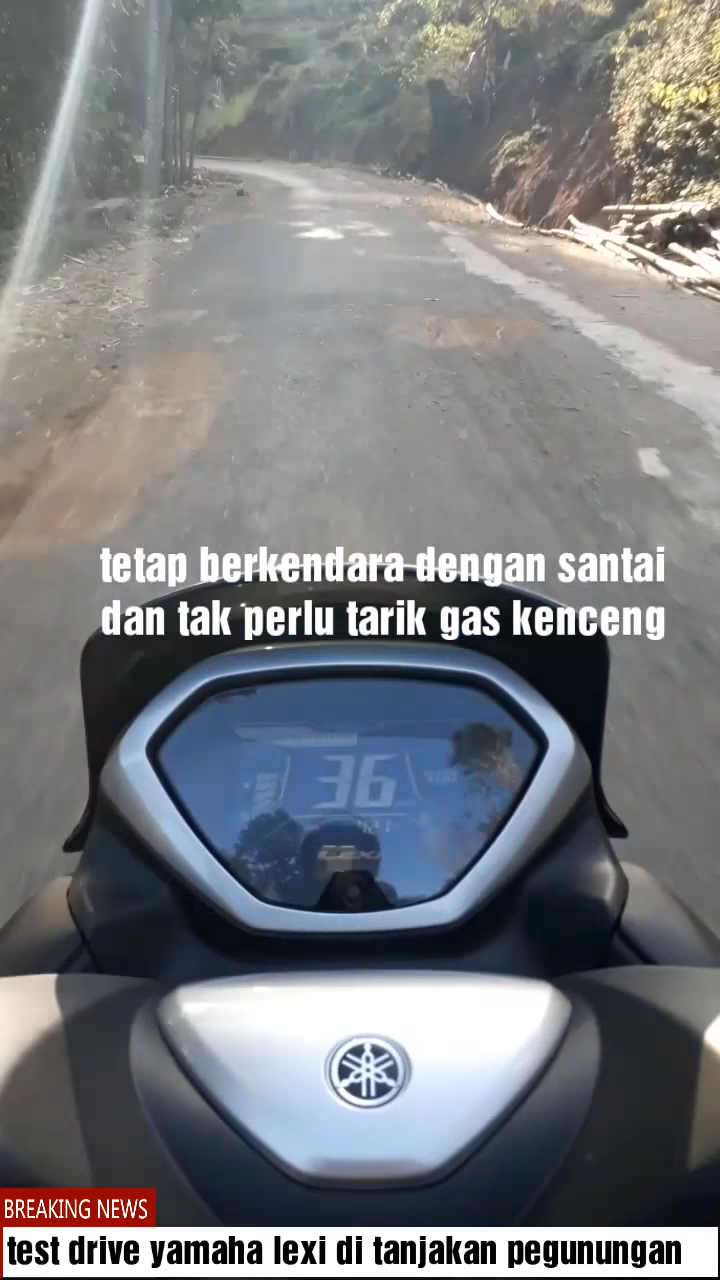 tetap berkendara dengan santai
dan tak perlu tarik gas kenceng
36
BREAKING NEWS
test drive yamaha lexi di tanjakan pegunungan